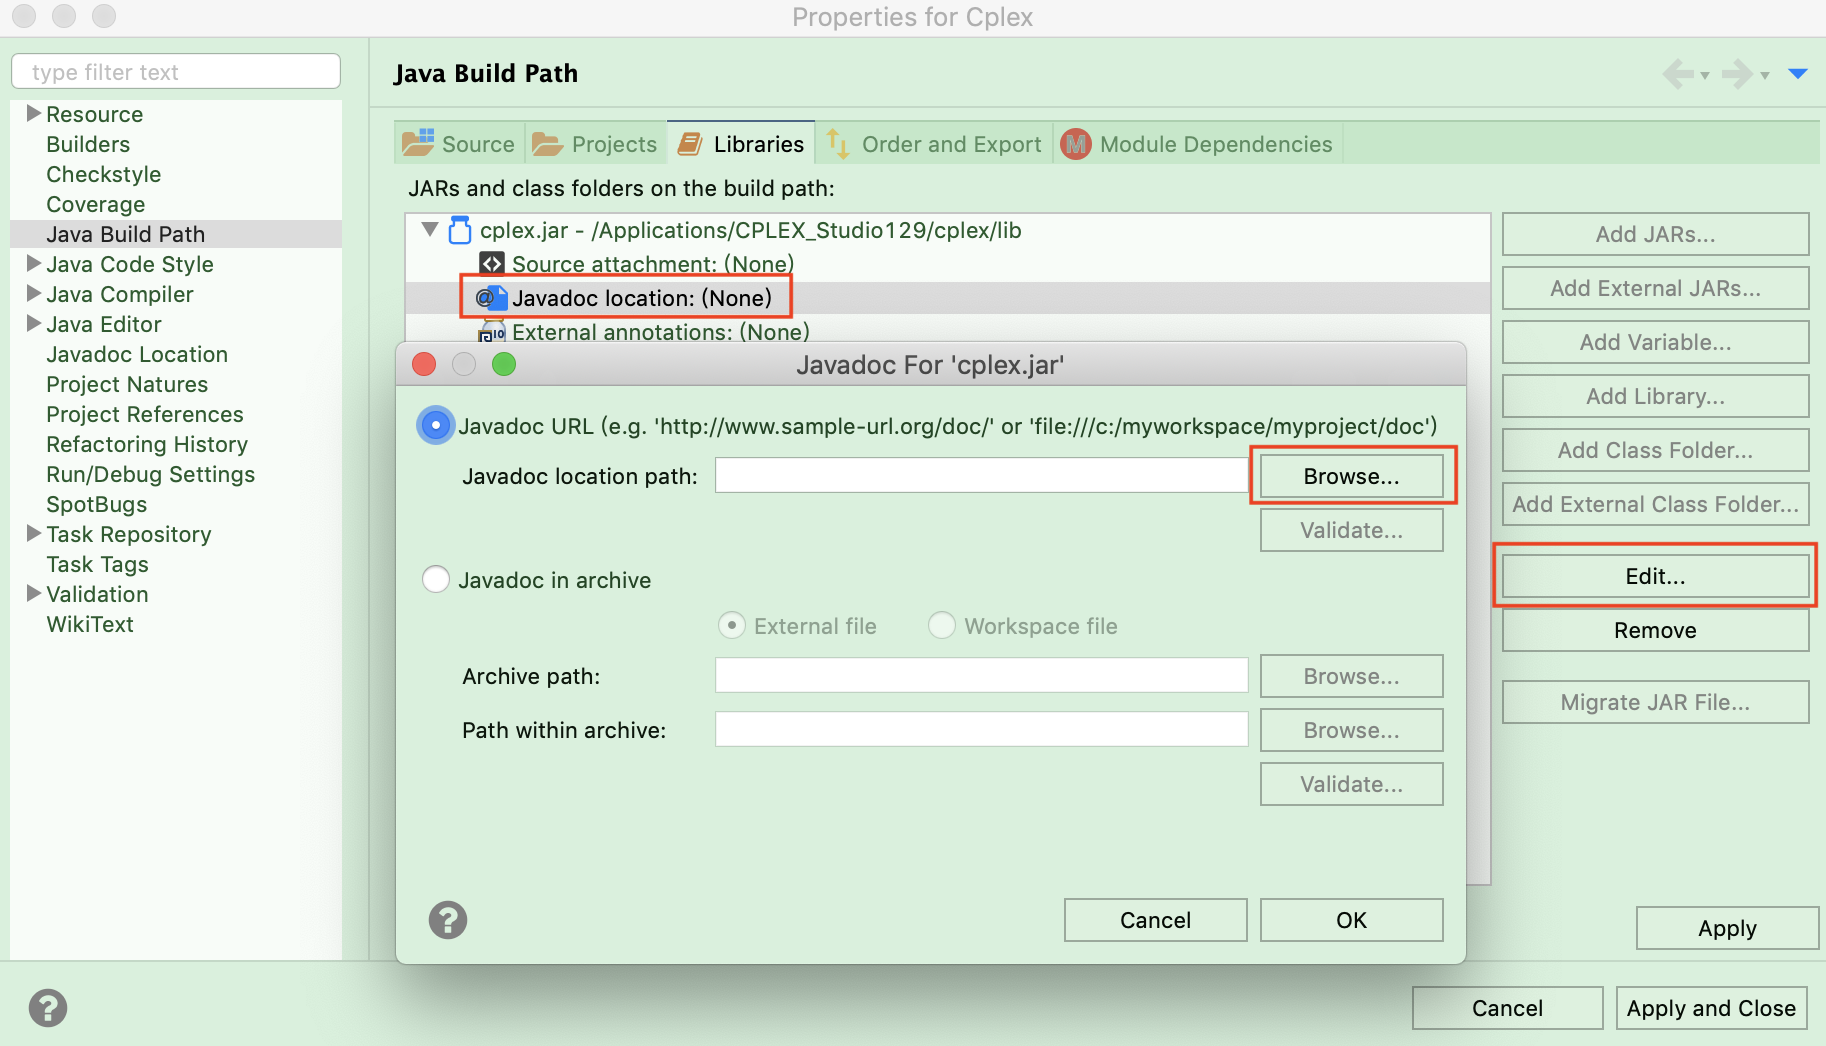 Properties for Cplex
type filter text
Resource
Builders
Checkstyle
Coverage
Java Build Path
Java Code Style
Java Compiler
Java Editor
Javadoc Location
Project Natures
Project References
Refactoring History
Run/Debug Settings
SpotBugs
Task Repository
Task Tags
Validation
WikiText
Java Build Path
Source
Projects
Libraries
Order and Export
M
Module Dependencies
JARs and class folders on the build path:
cplex.jar - /Applications/CPLEX_Studio129/cplex/lib
Source attachment: (None)
@ Javadoc location: (None)
External annotations: (None)
Add JARs...
Add External JARs...
Add Variable...
Add Library...
Add Class Folder...
Add External Class Folder...
Edit...
Remove
Migrate JAR File...
Javadoc For 'cplex.jar'
Javadoc URL (e.g. 'http://www.sample-url.org/doc/' or 'file:///c:/myworkspace/myproject/doc')
Javadoc location path:
Browse...
Validate...
Javadoc in archive
External file
Workspace file
Archive path:
Browse...
Path within archive:
Browse...
Validate...
?
Cancel
OK
Apply
?
Cancel
Apply and Close